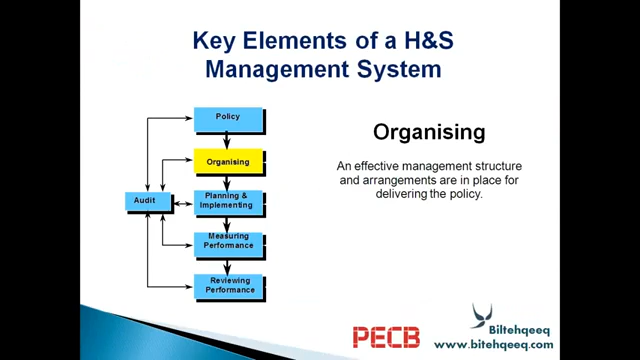 Key Elements of a H&S
Management System
Policy
Organising
Audit
Planning &
Implementing
Measuring
Performance
Reviewing
Performance
Organising
An effective management structure
and arrangements are in place for
delivering the policy.
PECB
Biltehqeeq
www.bitehqeeq.com